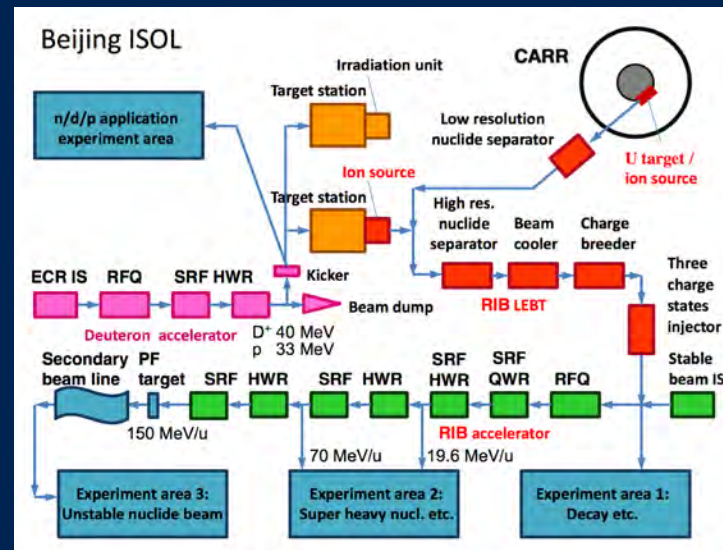 Beijing ISOL
n/d/p application
experiment area
Irradiation unit
Target station
CARR
Low resolution
nuclide separator
U target /
ion source
Ion source
Target station
High res.
nuclide
separator
Beam
cooler
Charge
breeder
Kicker
ECR IS
RFQ
SRF HWR
Beam dump
RIB LEBT
Three
charge
states
injector
Deuteron accelerator
D+ 40 MeV
p 33 MeV
Secondary
beam line
PF
target
SRF
HWR
SRF
HWR
SRF
HWR
SRF
QWR
RFQ
Stable
beam IS
150 MeV/u
RIB accelerator
70 MeV/u
19.6 MeV/u
Experiment area 3:
Unstable nuclide beam
Experiment area 2:
Super heavy nucl. etc.
Experiment area 1:
Decay etc.